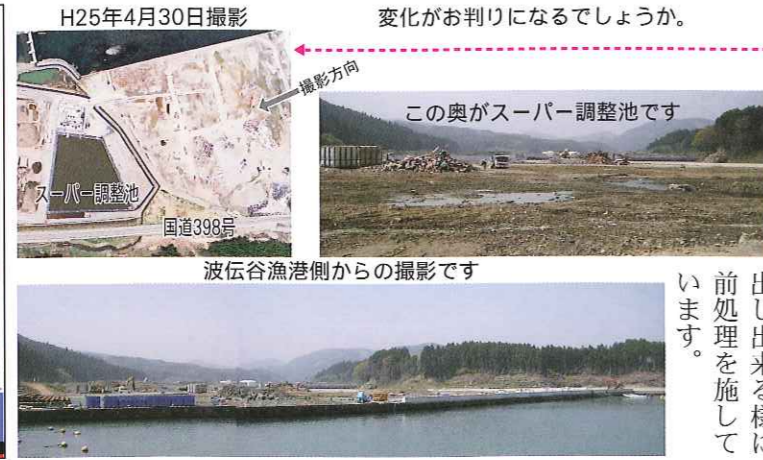 H25年4月30日撮影
変化がお判りになるでしょうか。
撮影方向
スーパー調整池
国道398号
この奥がスーパー調整池です
波伝谷漁港側からの撮影です
出し出来る様に
前処理を施して
います。